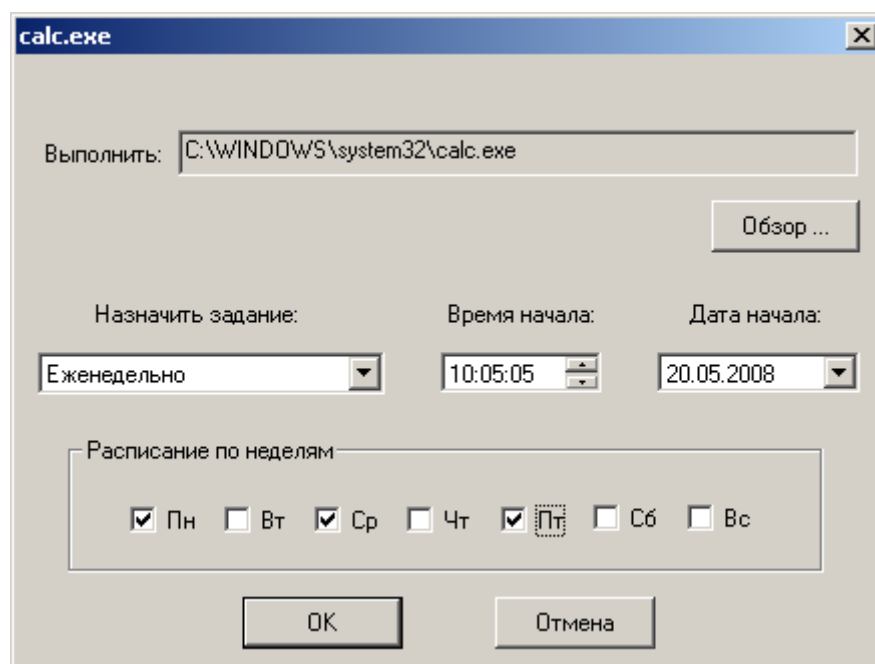 calc.exe
Выполнить: C:\WINDOWS\system32\calc.exe
Обзор ...
Назначить задание: Время начала: Дата начала:
Еженедельно 10:05:05 20.05.2008
Расписание по неделям
Пн Вт Ср Чт Пт Сб Вс
OK Отмена